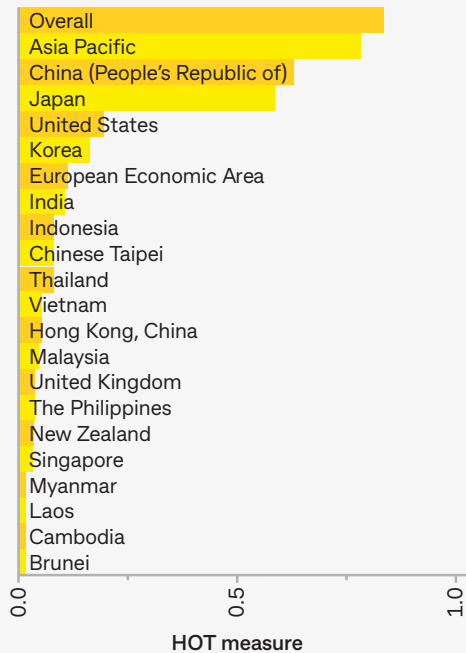 Overall
Asia Pacific
China (People's Republic of)
Japan
United States
Korea
European Economic Area
India
Indonesia
Chinese Taipei
Thailand
Vietnam
Hong Kong, China
Malaysia
United Kingdom
The Philippines
New Zealand
Singapore
Myanmar
Laos
Cambodia
Brunei
0.0
0.5
1.0
HOT measure